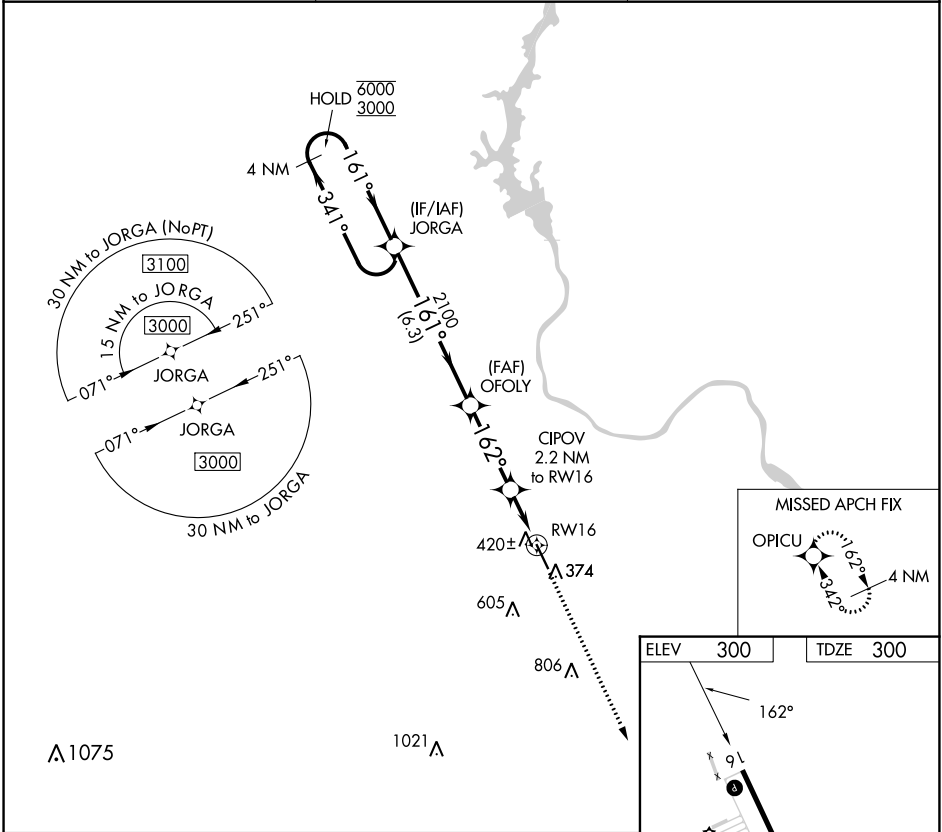 HOLD 6000
3000
4 NM
161°
341°
(IF/IAF)
JORGA
30 NM to JORGA (NoPT)
3100
15 NM to JORGA
3000
251°
071°
JORGA
2100
161°
(6.3)
251°
071°
JORGA
3000
30 NM to JORGA
(FAF)
OFOLY
162°
CIPOV
2.2 NM
to RW16
RW16
420±
374
605
806
1021
1075
MISSED APCH FIX
OPICU
162°
342°
4 NM
ELEV 300
TDZE 300
162°
16
P